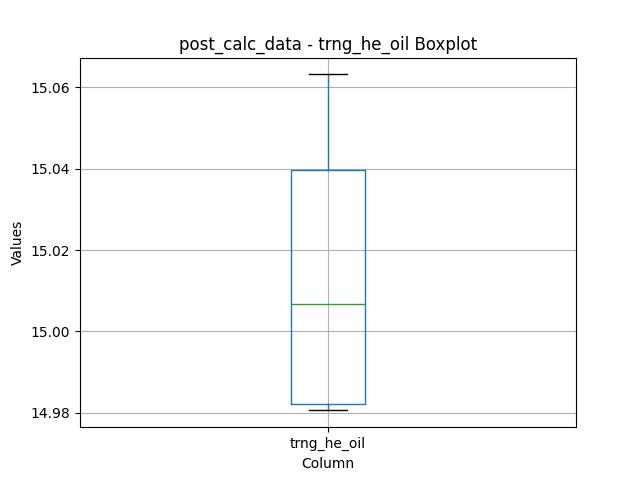 post_calc_data - trng_he_oil Boxplot
15.06
15.04
15.02
15.00
14.98
Values
trng_he_oil
Column